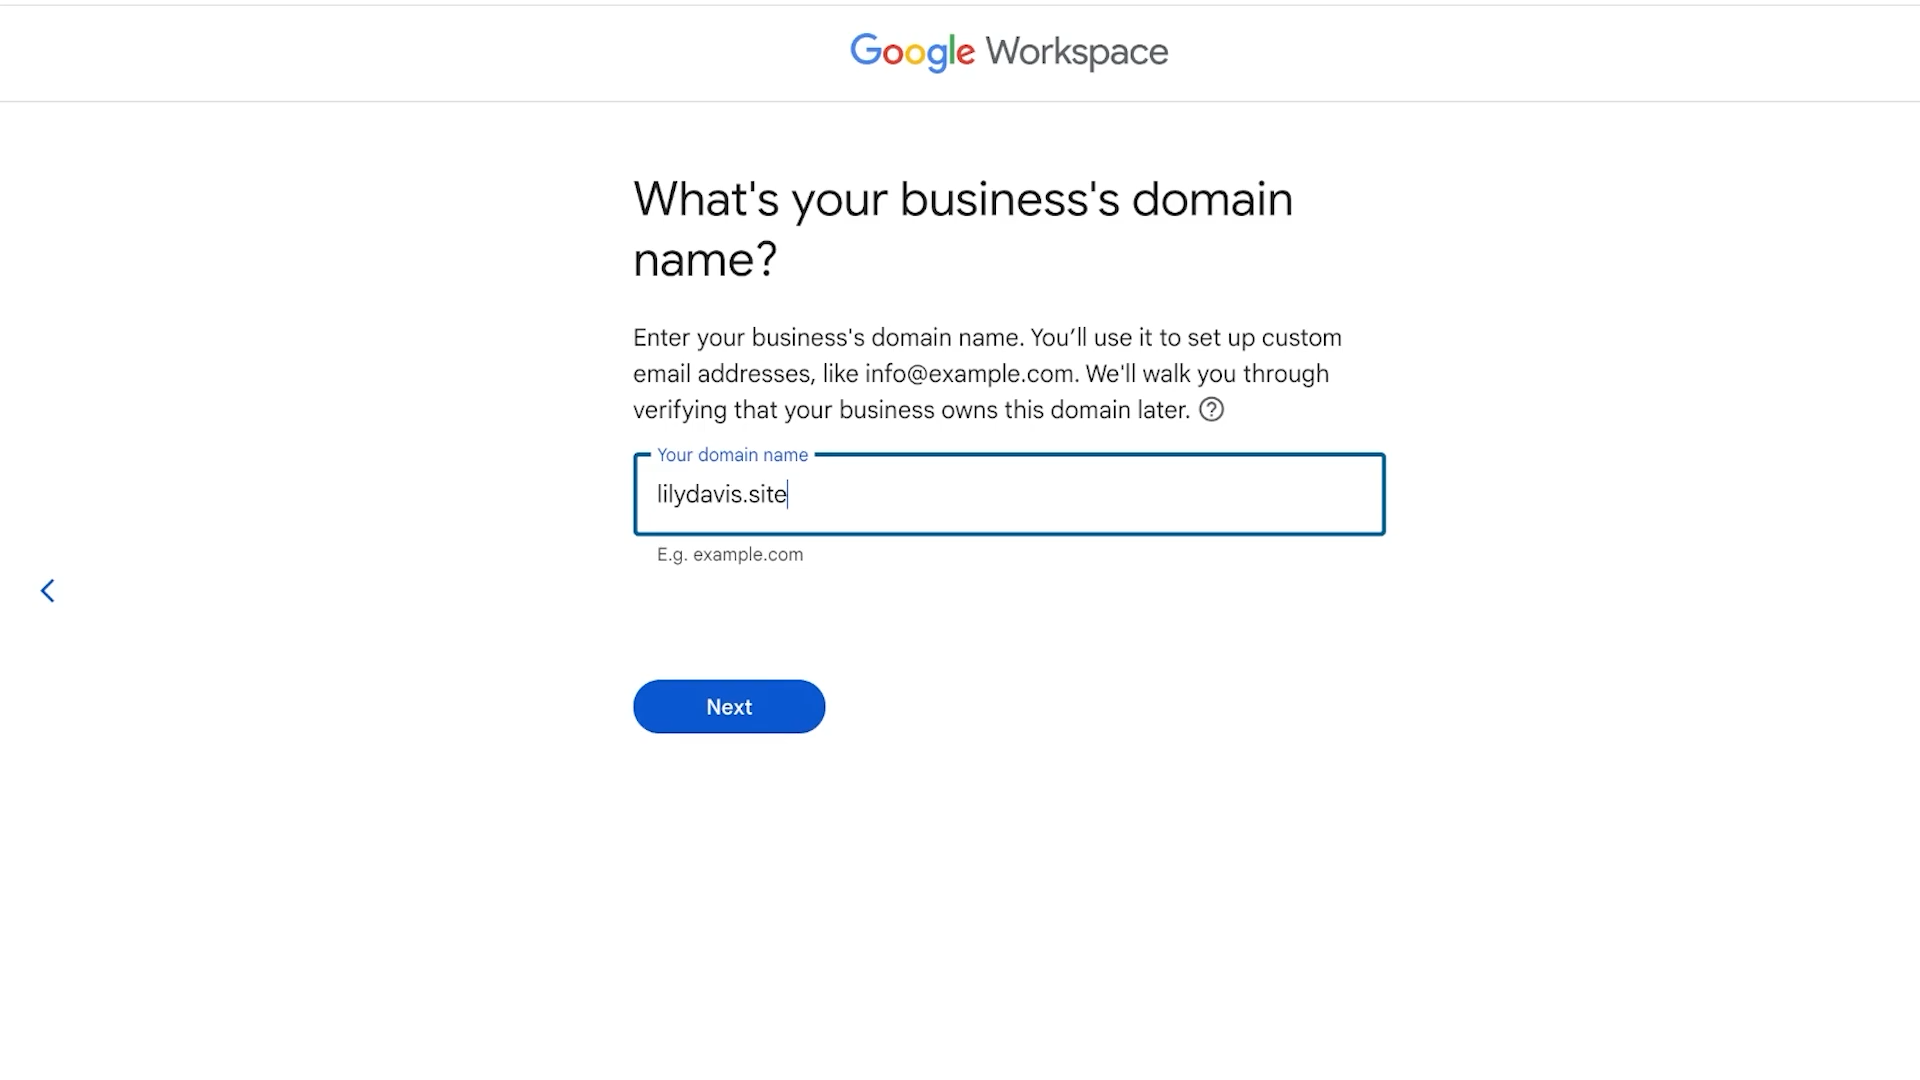 Google Workspace
What's your business's domain
name?
Enter your business's domain name. You’ll use it to set up custom
email addresses, like info@example.com. We'll walk you through
verifying that your business owns this domain later.
Your domain name
lilydavis.site
E.g. example.com
Next